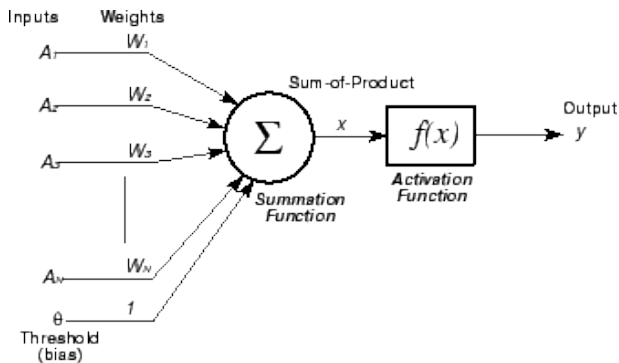 Inputs Weights
A1 W1
A2 W2
A3 W3
AN WN
θ 1
Threshold
(bias)
Sum-of-Product
Σ
x
Summation
Function
f(x)
Activation
Function
Output
y